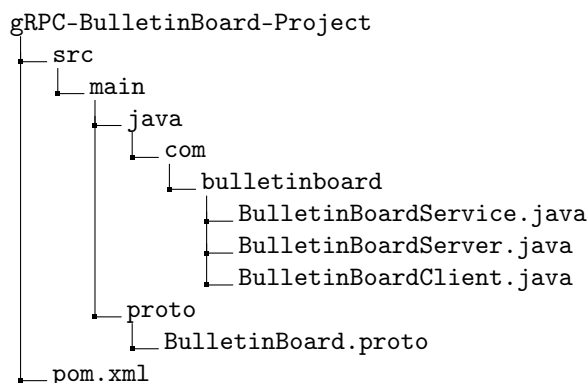 gRPC-BulletinBoard-Project
src
main
java
com
bulletinboard
BulletinBoardService.java
BulletinBoardServer.java
BulletinBoardClient.java
proto
BulletinBoard.proto
pom.xml